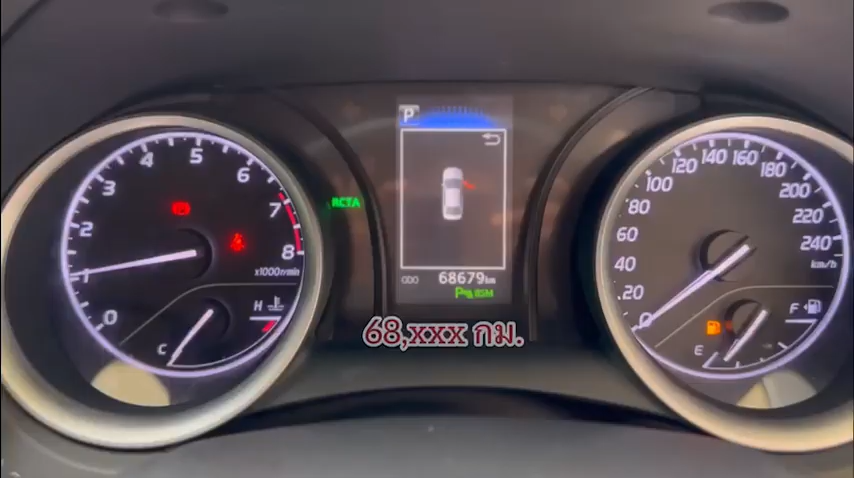 P
0 1 2 3 4 5 6 7 8
x1000r/min
H
C
RCTA
ODO 68679km
BSM
0 20 40 60 80 100 120 140 160 180 200 220 240
km/h
F
E
68,xxx กม.